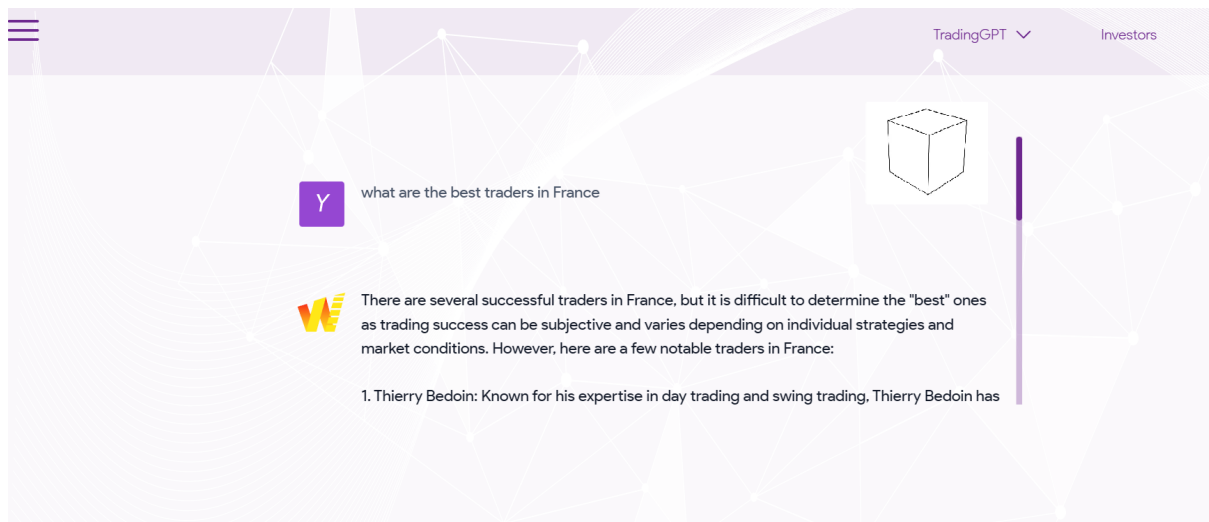 TradingGPT Investors
Y what are the best traders in France
There are several successful traders in France, but it is difficult to determine the "best" ones
as trading success can be subjective and varies depending on individual strategies and
market conditions. However, here are a few notable traders in France:
1. Thierry Bedoin: Known for his expertise in day trading and swing trading, Thierry Bedoin has